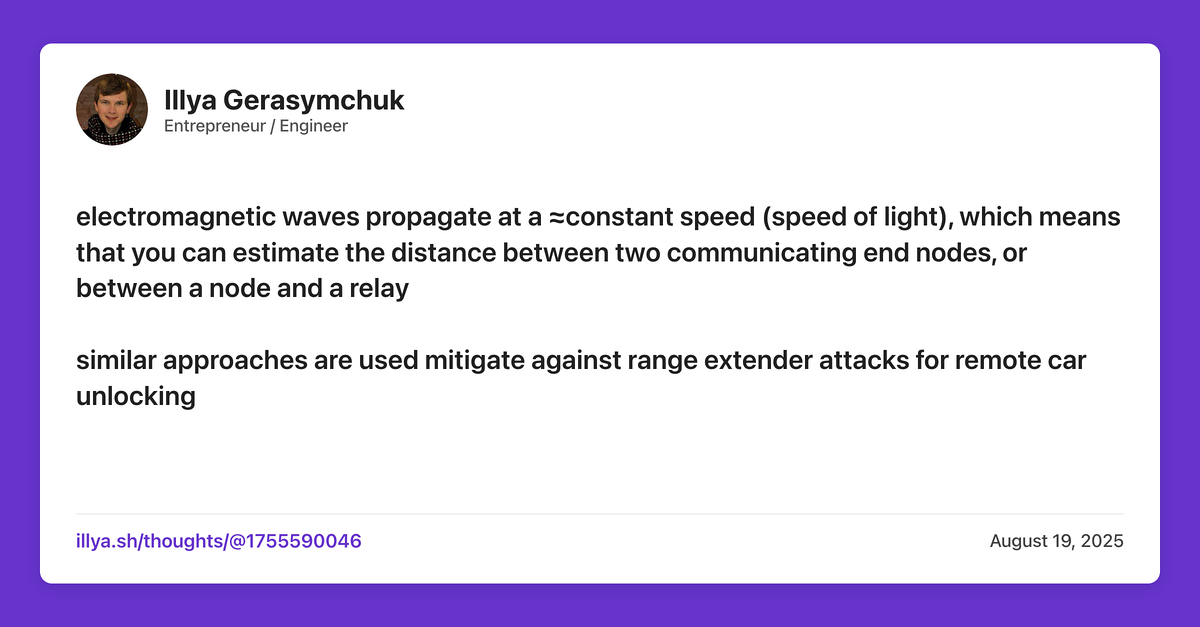 Illya Gerasymchuk
Entrepreneur / Engineer
electromagnetic waves propagate at a ≈constant speed (speed of light), which means
that you can estimate the distance between two communicating end nodes, or
between a node and a relay
similar approaches are used mitigate against range extender attacks for remote car
unlocking
illya.sh/thoughts/@1755590046
August 19, 2025